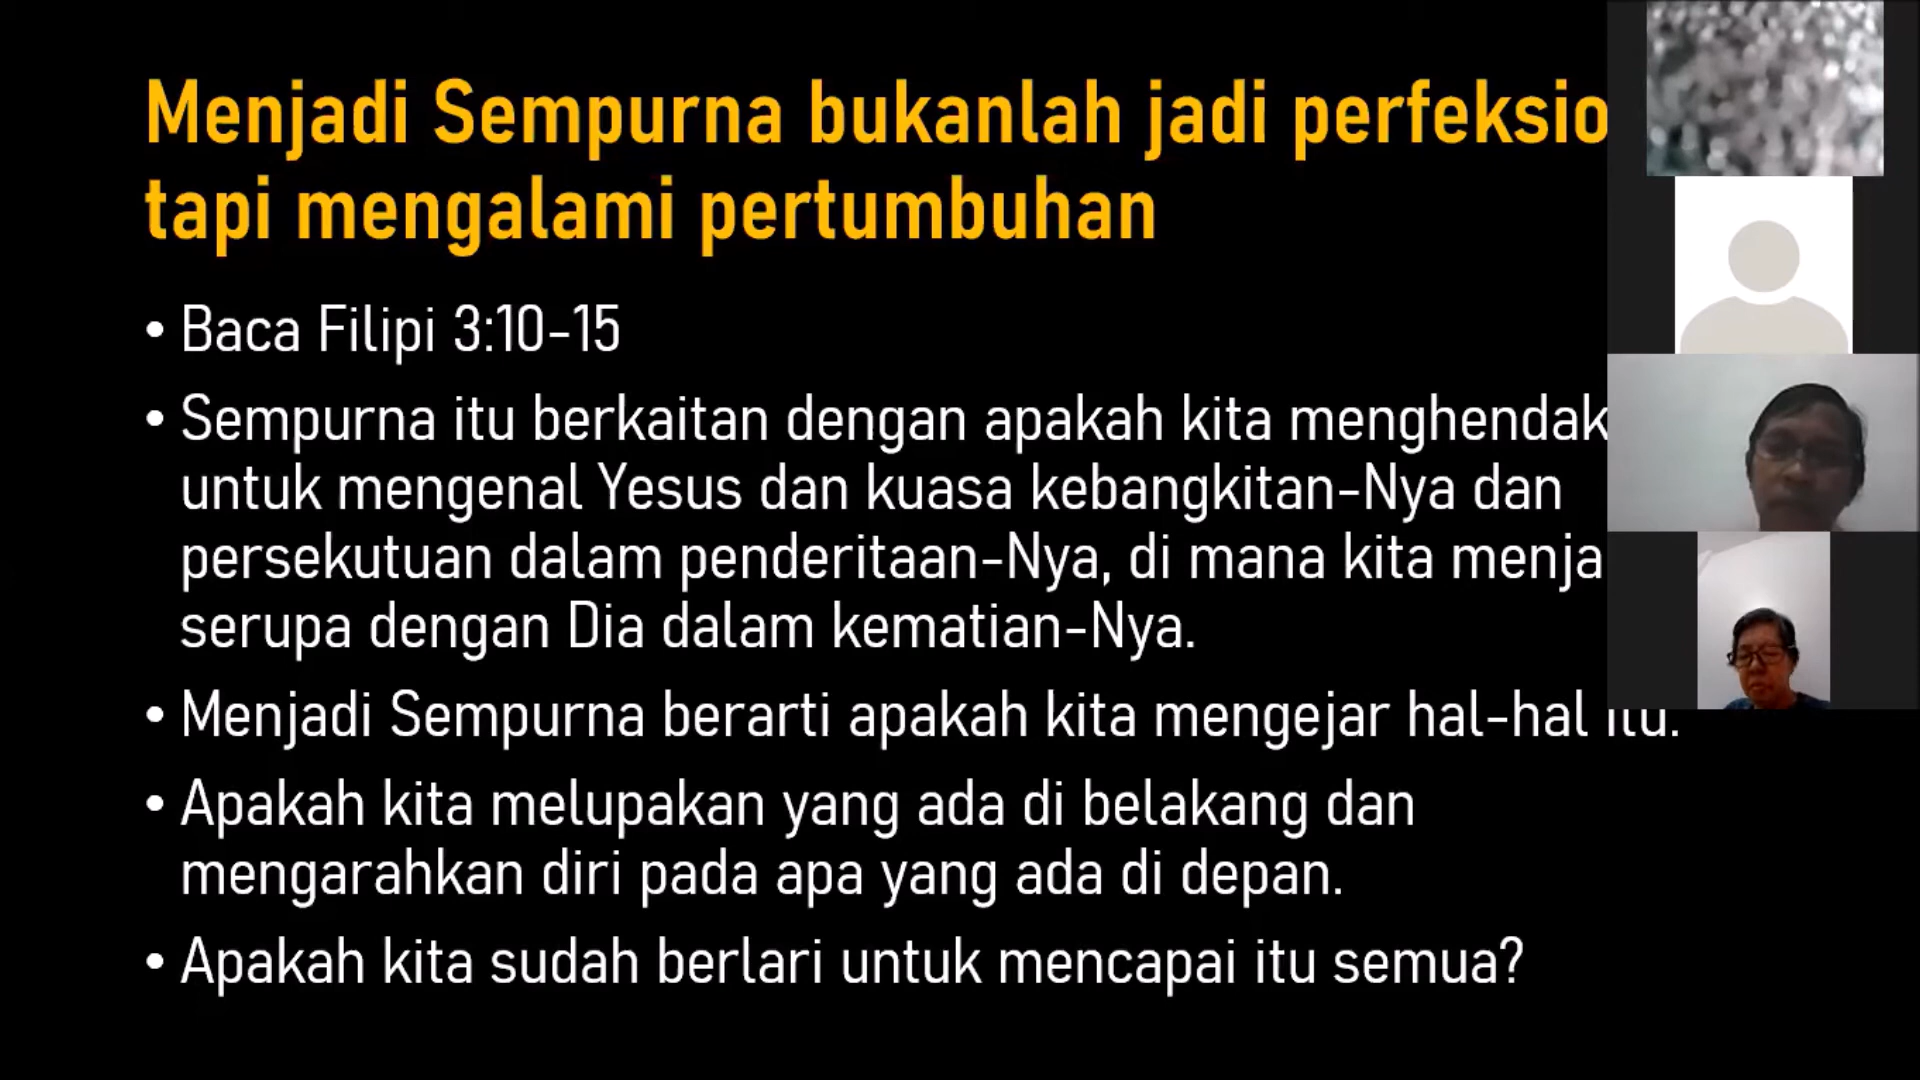 Menjadi Sempurna bukanlah jadi perfeksio
tapi mengalami pertumbuhan
• Baca Filipi 3:10-15
• Sempurna itu berkaitan dengan apakah kita menghendak
untuk mengenal Yesus dan kuasa kebangkitan-Nya dan
persekutuan dalam penderitaan-Nya, di mana kita menja
serupa dengan Dia dalam kematian-Nya.
• Menjadi Sempurna berarti apakah kita mengejar hal-hal itu.
• Apakah kita melupakan yang ada di belakang dan
mengarahkan diri pada apa yang ada di depan.
• Apakah kita sudah berlari untuk mencapai itu semua?